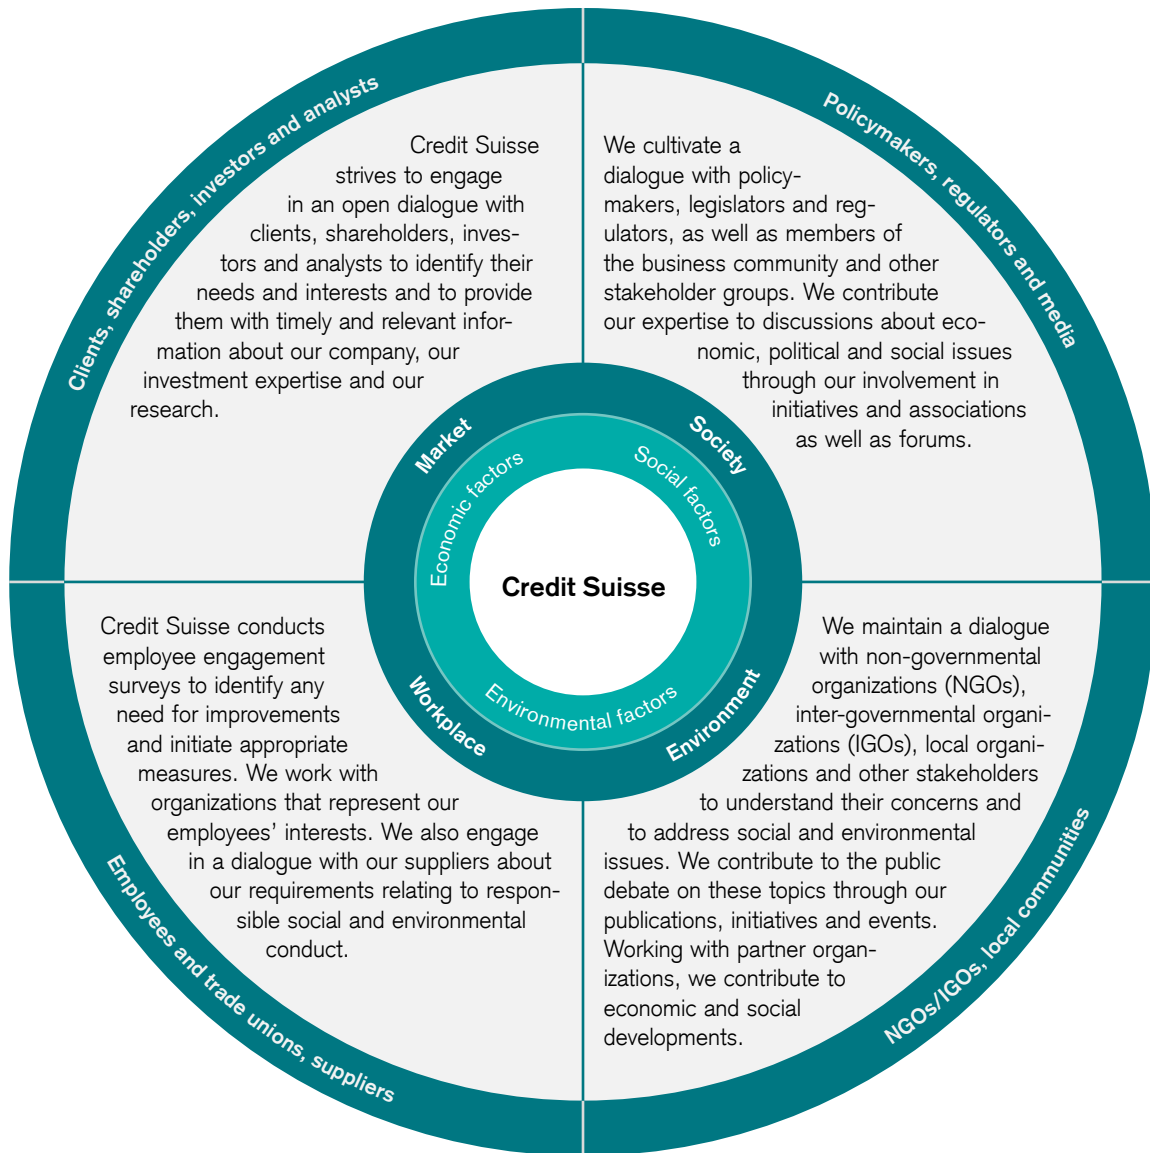 Clients, shareholders, investors and analysts
Credit Suisse
strives to engage
in an open dialogue with
clients, shareholders, inves-
tors and analysts to identify their
needs and interests and to provide
them with timely and relevant infor-
mation about our company, our
investment expertise and our
research.
Policymakers, regulators and media
We cultivate a
dialogue with policy-
makers, legislators and reg-
ulators, as well as members of
the business community and other
stakeholder groups. We contribute
our expertise to discussions about eco-
nomic, political and social issues
through our involvement in
initiatives and associations
as well as forums.
Market
Society
Economic factors
Social factors
Credit Suisse
Environmental factors
Workplace
Environment
Credit Suisse conducts
employee engagement
surveys to identify any
need for improvements
and initiate appropriate
measures. We work with
organizations that represent our
employees’ interests. We also engage
in a dialogue with our suppliers about
our requirements relating to respon-
sible social and environmental
conduct.
Employees and trade unions, suppliers
We maintain a dialogue
with non-governmental
organizations (NGOs),
inter-governmental organi-
zations (IGOs), local organi-
zations and other stakeholders
to understand their concerns and
to address social and environmental
issues. We contribute to the public
debate on these topics through our
publications, initiatives and events.
Working with partner organ-
izations, we contribute to
economic and social
developments.
NGOs/IGOs, local communities